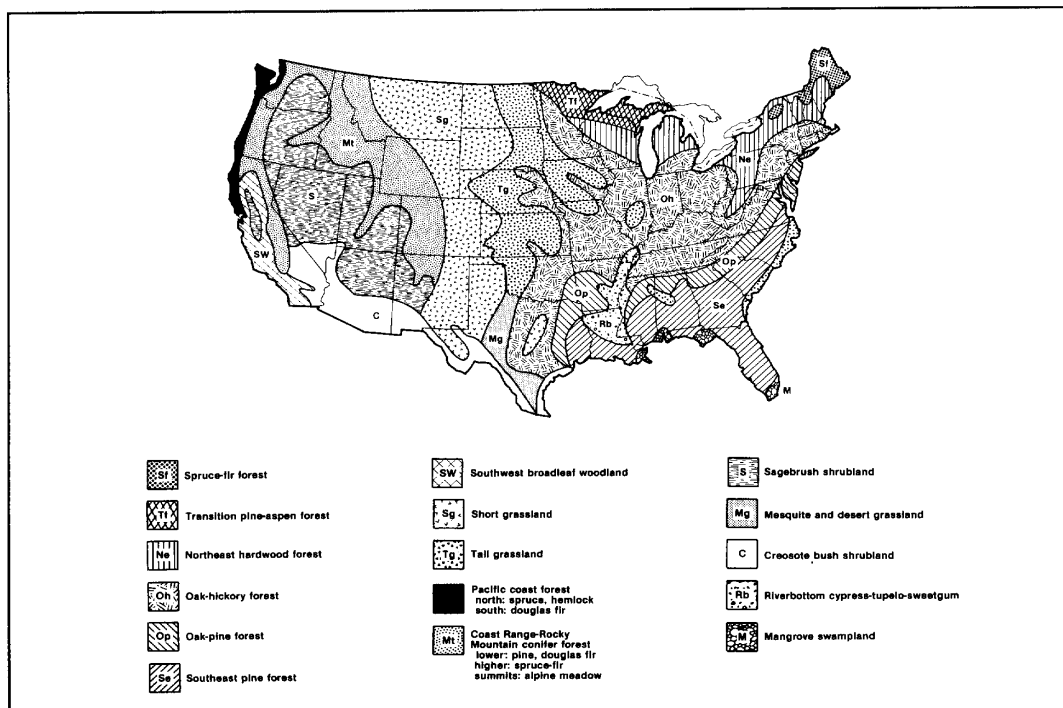 Sf
Tf
Sg
Mt
Ne
Tg
Oh
S
SW
Op
Op
Se
Rb
C
Mg
M
Sf Spruce-fir forest
Tf Transition pine-aspen forest
Ne Northeast hardwood forest
Oh Oak-hickory forest
Op Oak-pine forest
Se Southeast pine forest
SW Southwest broadleaf woodland
Sg Short grassland
Tg Tall grassland
Pacific coast forest
north: spruce, hemlock
south: douglas fir
Mt Coast Range-Rocky
Mountain conifer forest
lower: pine, douglas fir
higher: spruce-fir
summits: alpine meadow
S Sagebrush shrubland
Mg Mesquite and desert grassland
C Creosote bush shrubland
Rb Riverbottom cypress-tupelo-sweetgum
M Mangrove swampland